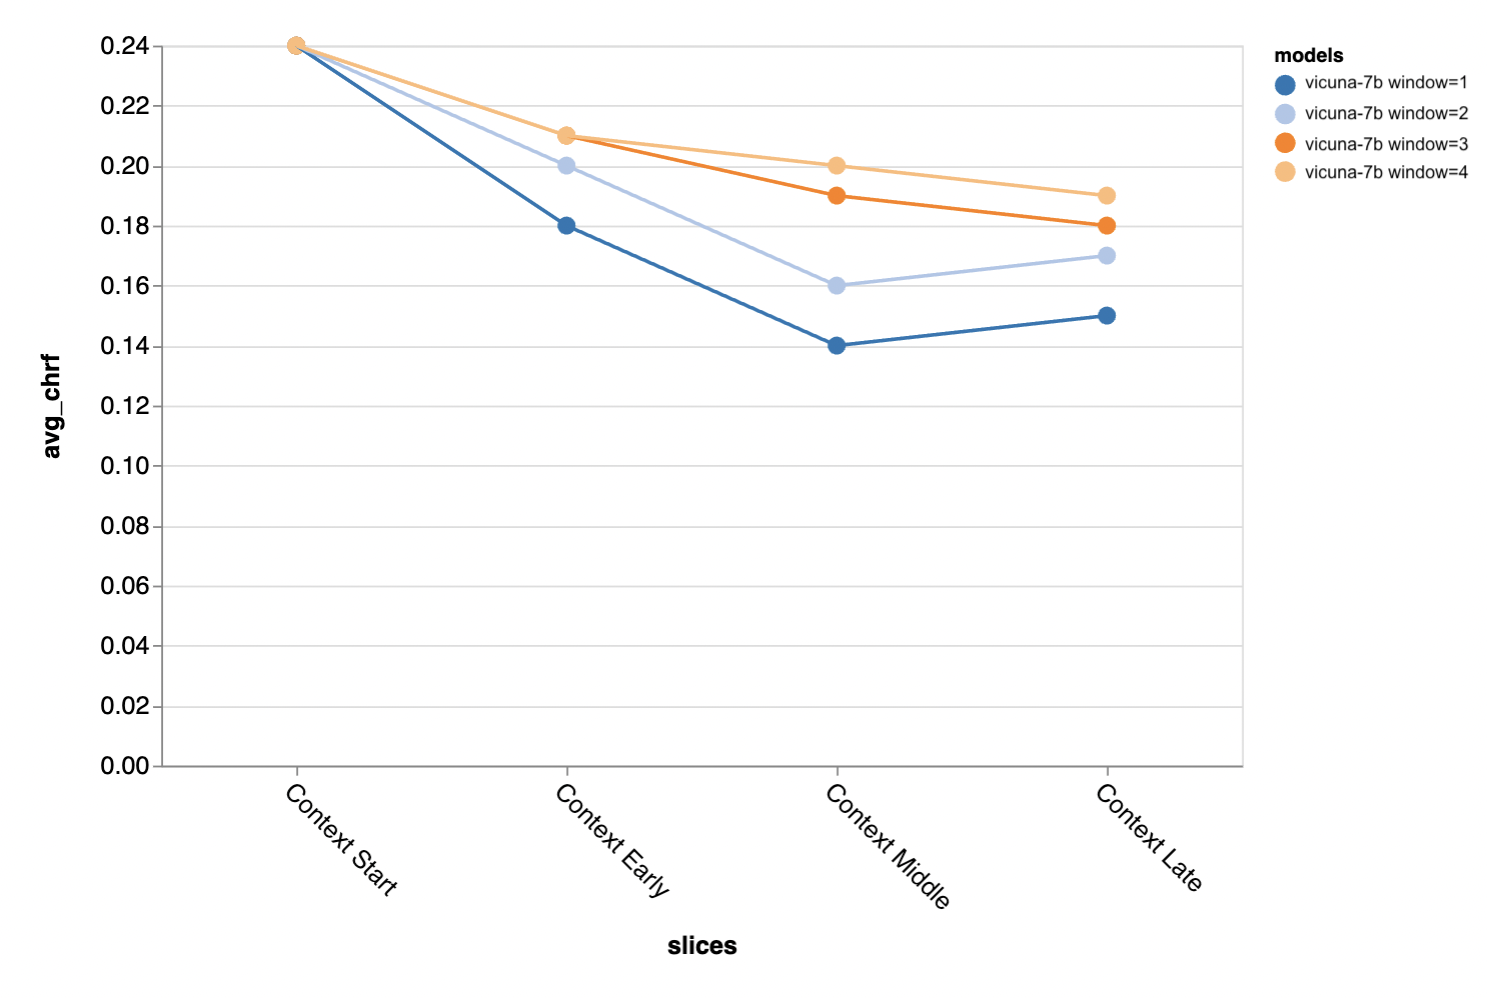 0.24
0.22
0.20
0.18
0.16
0.14
0.12
0.10
0.08
0.06
0.04
0.02
0.00
avg_chrf
Context Start
Context Early
Context Middle
Context Late
slices
models
vicuna-7b window=1
vicuna-7b window=2
vicuna-7b window=3
vicuna-7b window=4